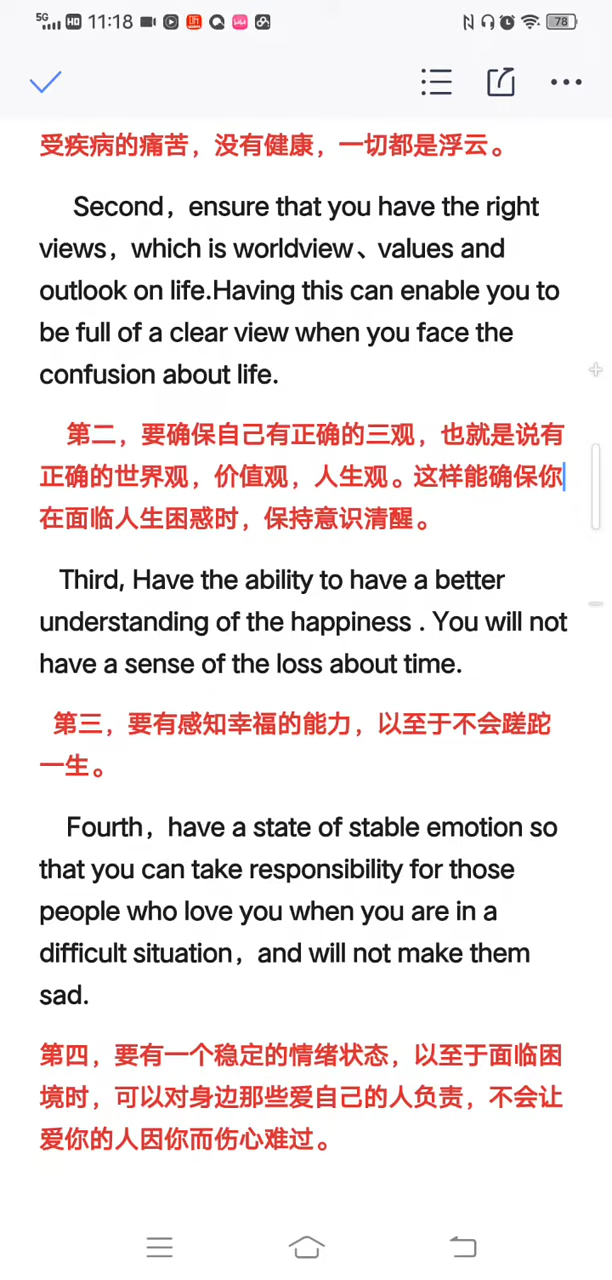 5G HD 11:18 78
受疾病的痛苦，没有健康，一切都是浮云。
Second，ensure that you have the right
views，which is worldview、values and
outlook on life.Having this can enable you to
be full of a clear view when you face the
confusion about life.
第二，要确保自己有正确的三观，也就是说有
正确的世界观，价值观，人生观。这样能确保你
在面临人生困惑时，保持意识清醒。
Third, Have the ability to have a better
understanding of the happiness . You will not
have a sense of the loss about time.
第三，要有感知幸福的能力，以至于不会蹉跎
一生。
Fourth，have a state of stable emotion so
that you can take responsibility for those
people who love you when you are in a
difficult situation，and will not make them
sad.
第四，要有一个稳定的情绪状态，以至于面临困
境时，可以对身边那些爱自己的人负责，不会让
爱你的人因你而伤心难过。